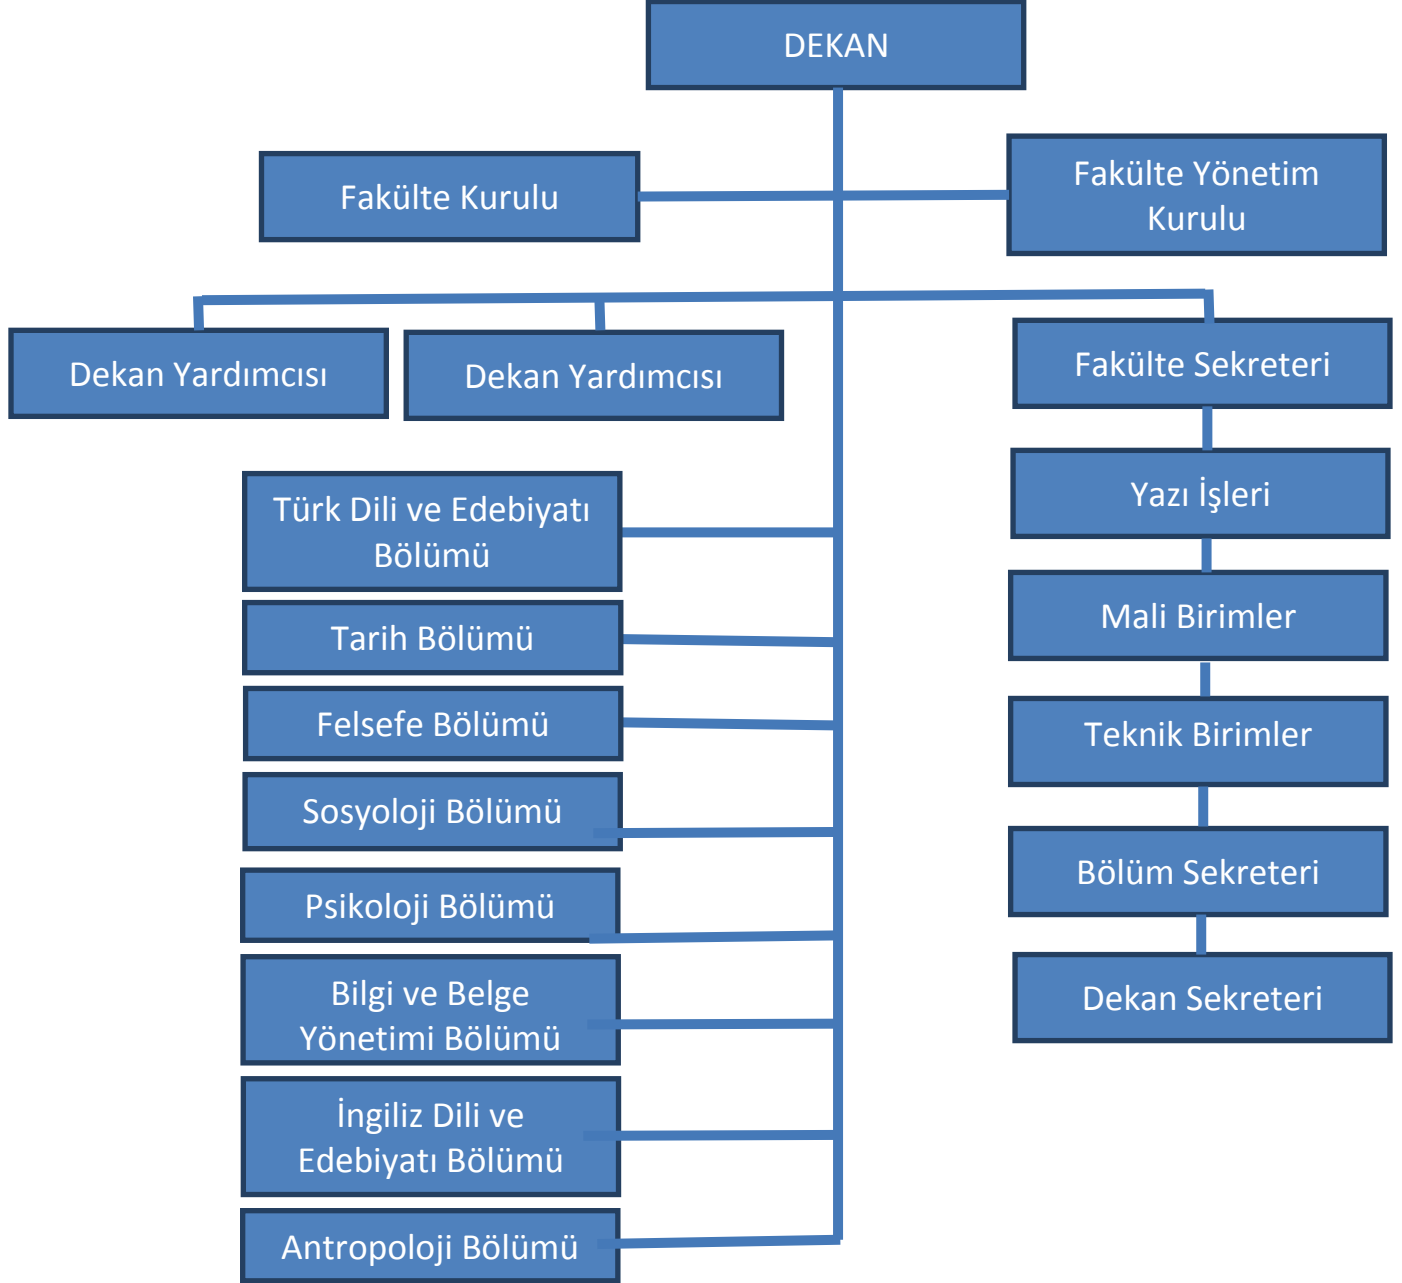 DEKAN
Fakülte Kurulu
Fakülte Yönetim
Kurulu
Dekan Yardımcısı
Dekan Yardımcısı
Fakülte Sekreteri
Türk Dili ve Edebiyatı
Bölümü
Tarih Bölümü
Felsefe Bölümü
Sosyoloji Bölümü
Psikoloji Bölümü
Bilgi ve Belge
Yönetimi Bölümü
İngiliz Dili ve
Edebiyatı Bölümü
Antropoloji Bölümü
Yazı İşleri
Mali Birimler
Teknik Birimler
Bölüm Sekreteri
Dekan Sekreteri